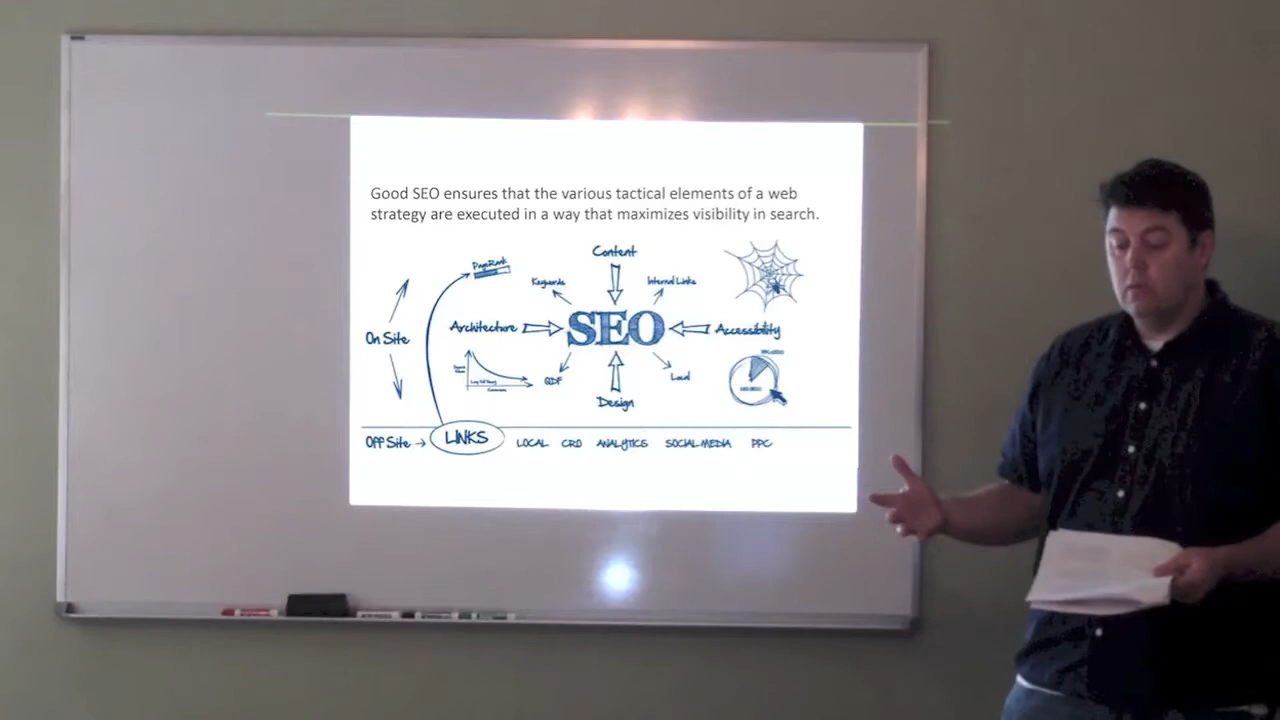 Good SEO ensures that the various tactical elements of a web
strategy are executed in a way that maximizes visibility in search.
Content
PageRank
Keywords
Internal Links
Architecture
SEO
Accessibility
On Site
QDF
Local
Design
Off Site
LINKS
LOCAL CRO ANALYTICS SOCIAL MEDIA PPC